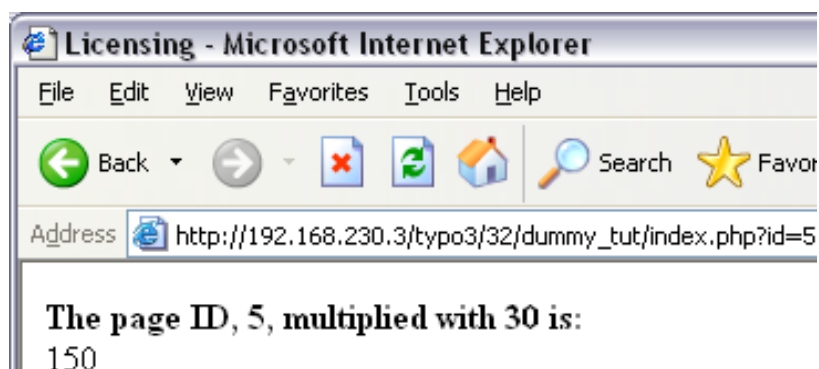 Licensing - Microsoft Internet Explorer
File Edit View Favorites Tools Help
Back Search Favor
Address http://192.168.230.3/typo3/32/dummy_tut/index.php?id=5
The page ID, 5, multiplied with 30 is:
150